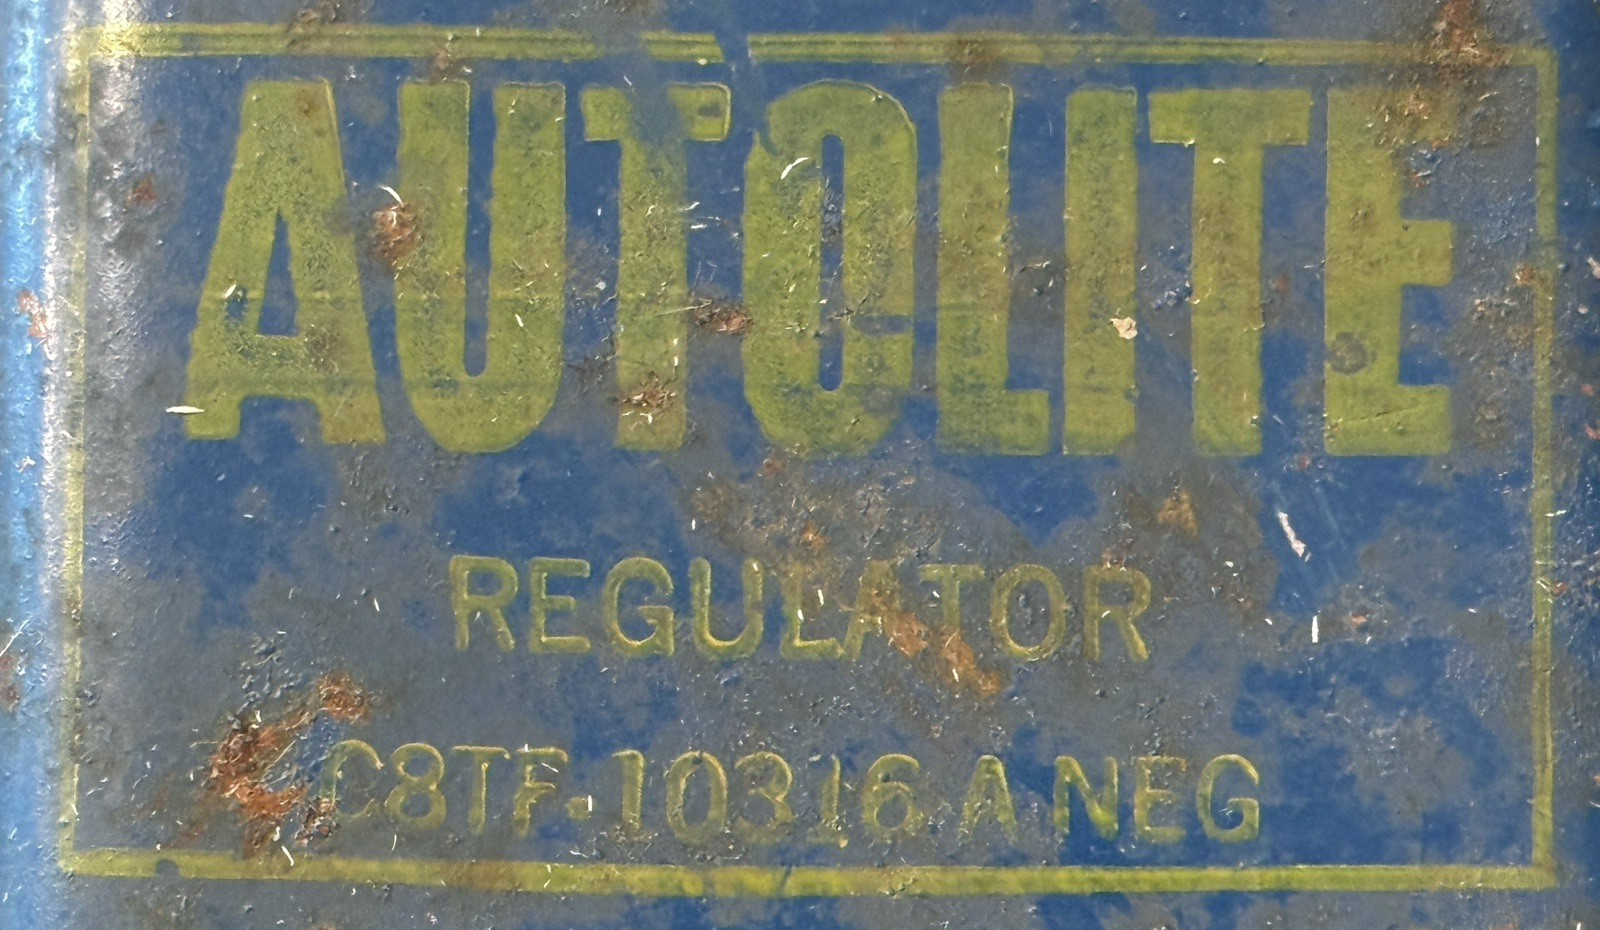 AUTOLITE
REGULATOR
C8TF-10316 A NEG